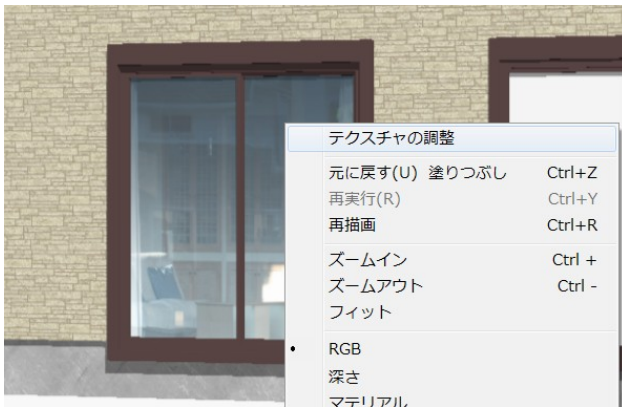 テクスチャの調整
元に戻す(U) 塗りつぶし Ctrl+Z
再実行(R) Ctrl+Y
再描画 Ctrl+R
ズームイン Ctrl +
ズームアウト Ctrl -
フィット
RGB
深さ
マテリアル